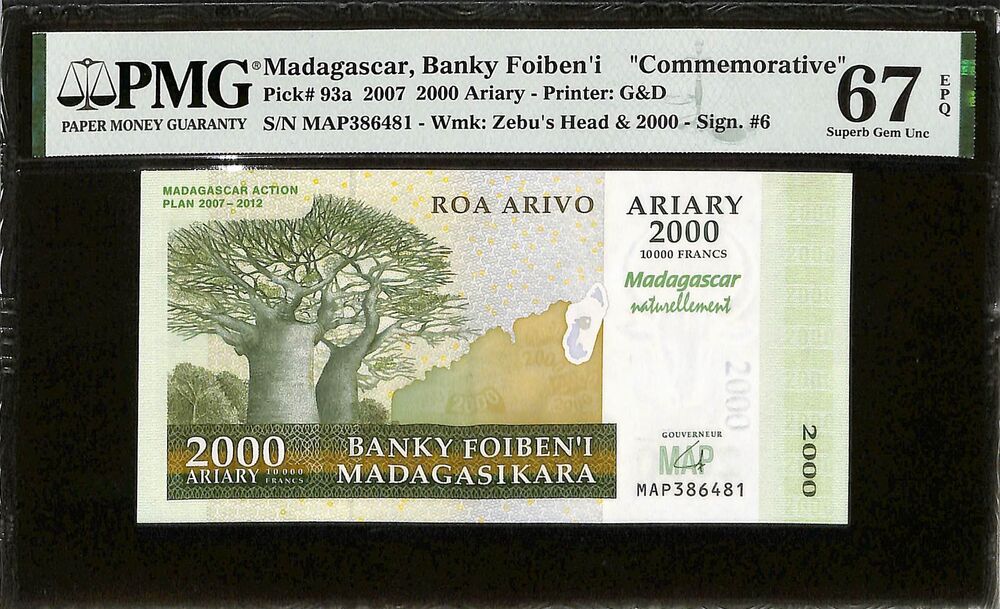 PMG®
PAPER MONEY GUARANTY
Madagascar, Banky Foiben'i "Commemorative"
Pick# 93a 2007 2000 Ariary - Printer: G&D
S/N MAP386481 - Wmk: Zebu's Head & 2000 - Sign. #6
67 EPQ
Superb Gem Unc
MADAGASCAR ACTION
PLAN 2007-2012
ROA ARIVO
ARIARY
2000
10000 FRANCS
Madagascar
naturellement
2000
2000
GOUVERNEUR
MAP
MAP386481
2000
2000
ARIARY 10000 FRANCS
BANKY FOIBEN'I
MADAGASIKARA